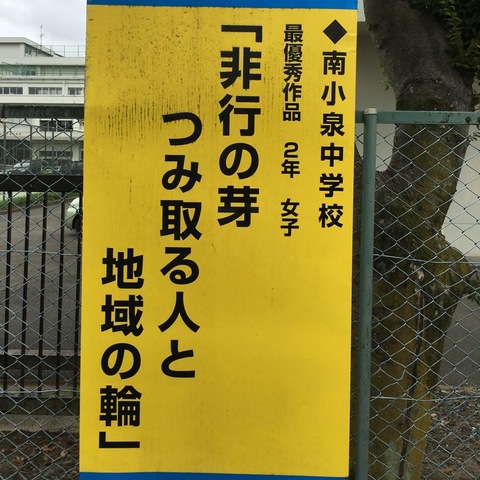 ◆南小泉中学校
最優秀作品 2年 女子
「非行の芽
つみ取る人と
地域の輪」